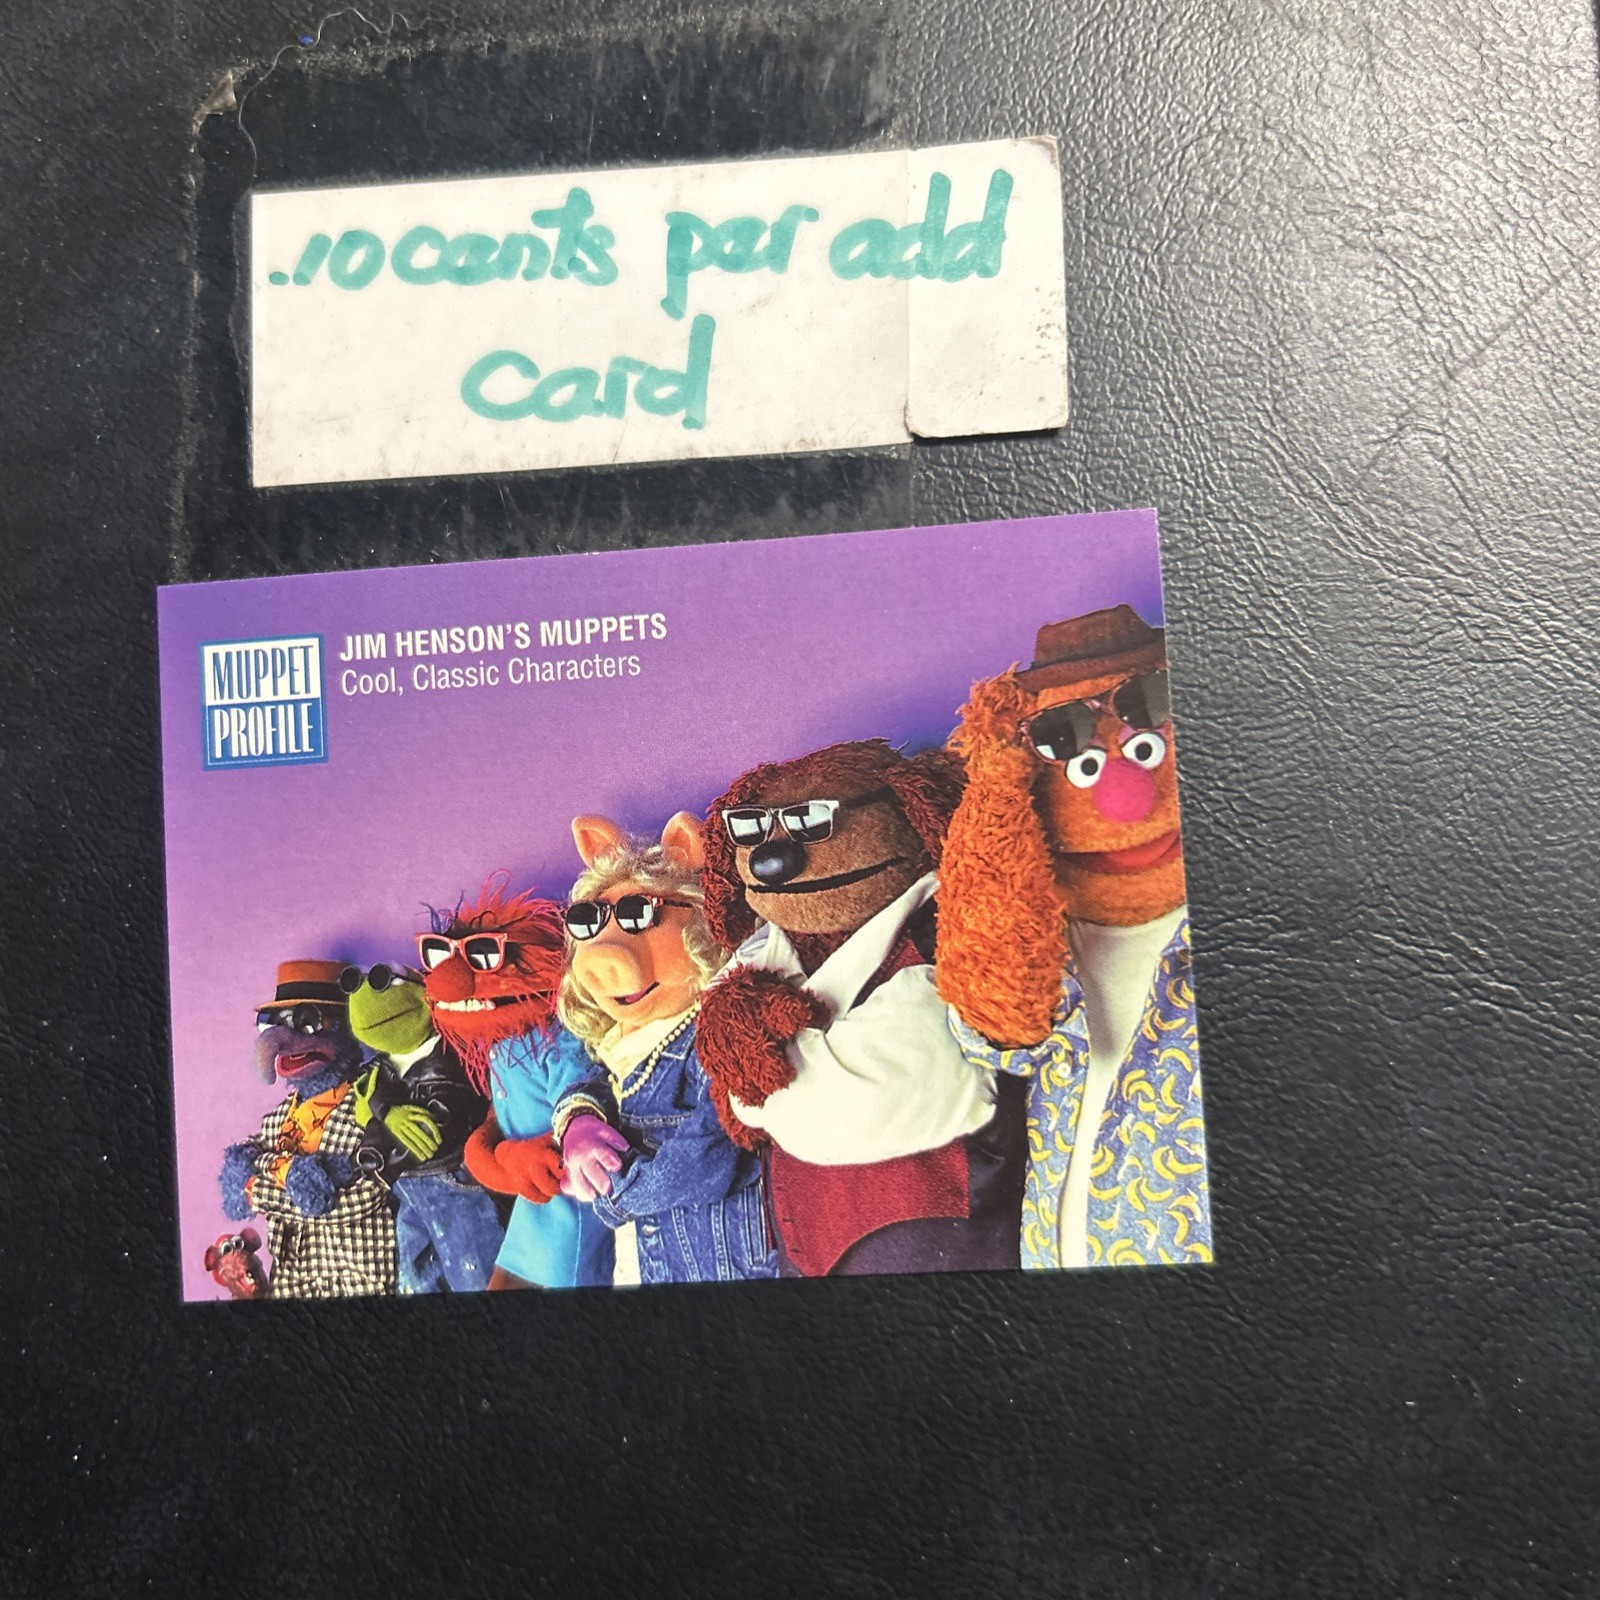 .10 cents per add
card
MUPPET
PROFILE
JIM HENSON'S MUPPETS
Cool, Classic Characters